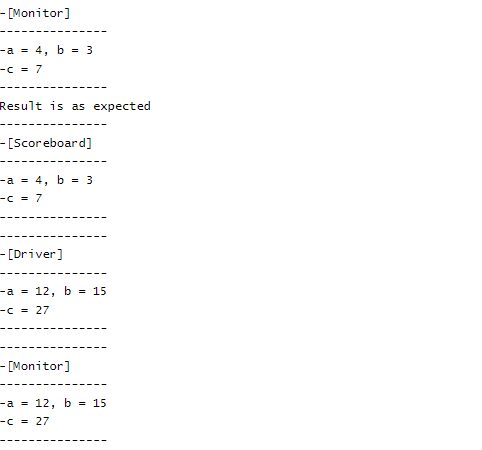 -[Monitor]
---------------
-a = 4, b = 3
-c = 7
---------------
Result is as expected
---------------
-[Scoreboard]
---------------
-a = 4, b = 3
-c = 7
---------------
---------------
-[Driver]
---------------
-a = 12, b = 15
-c = 27
---------------
---------------
-[Monitor]
---------------
-a = 12, b = 15
-c = 27
---------------